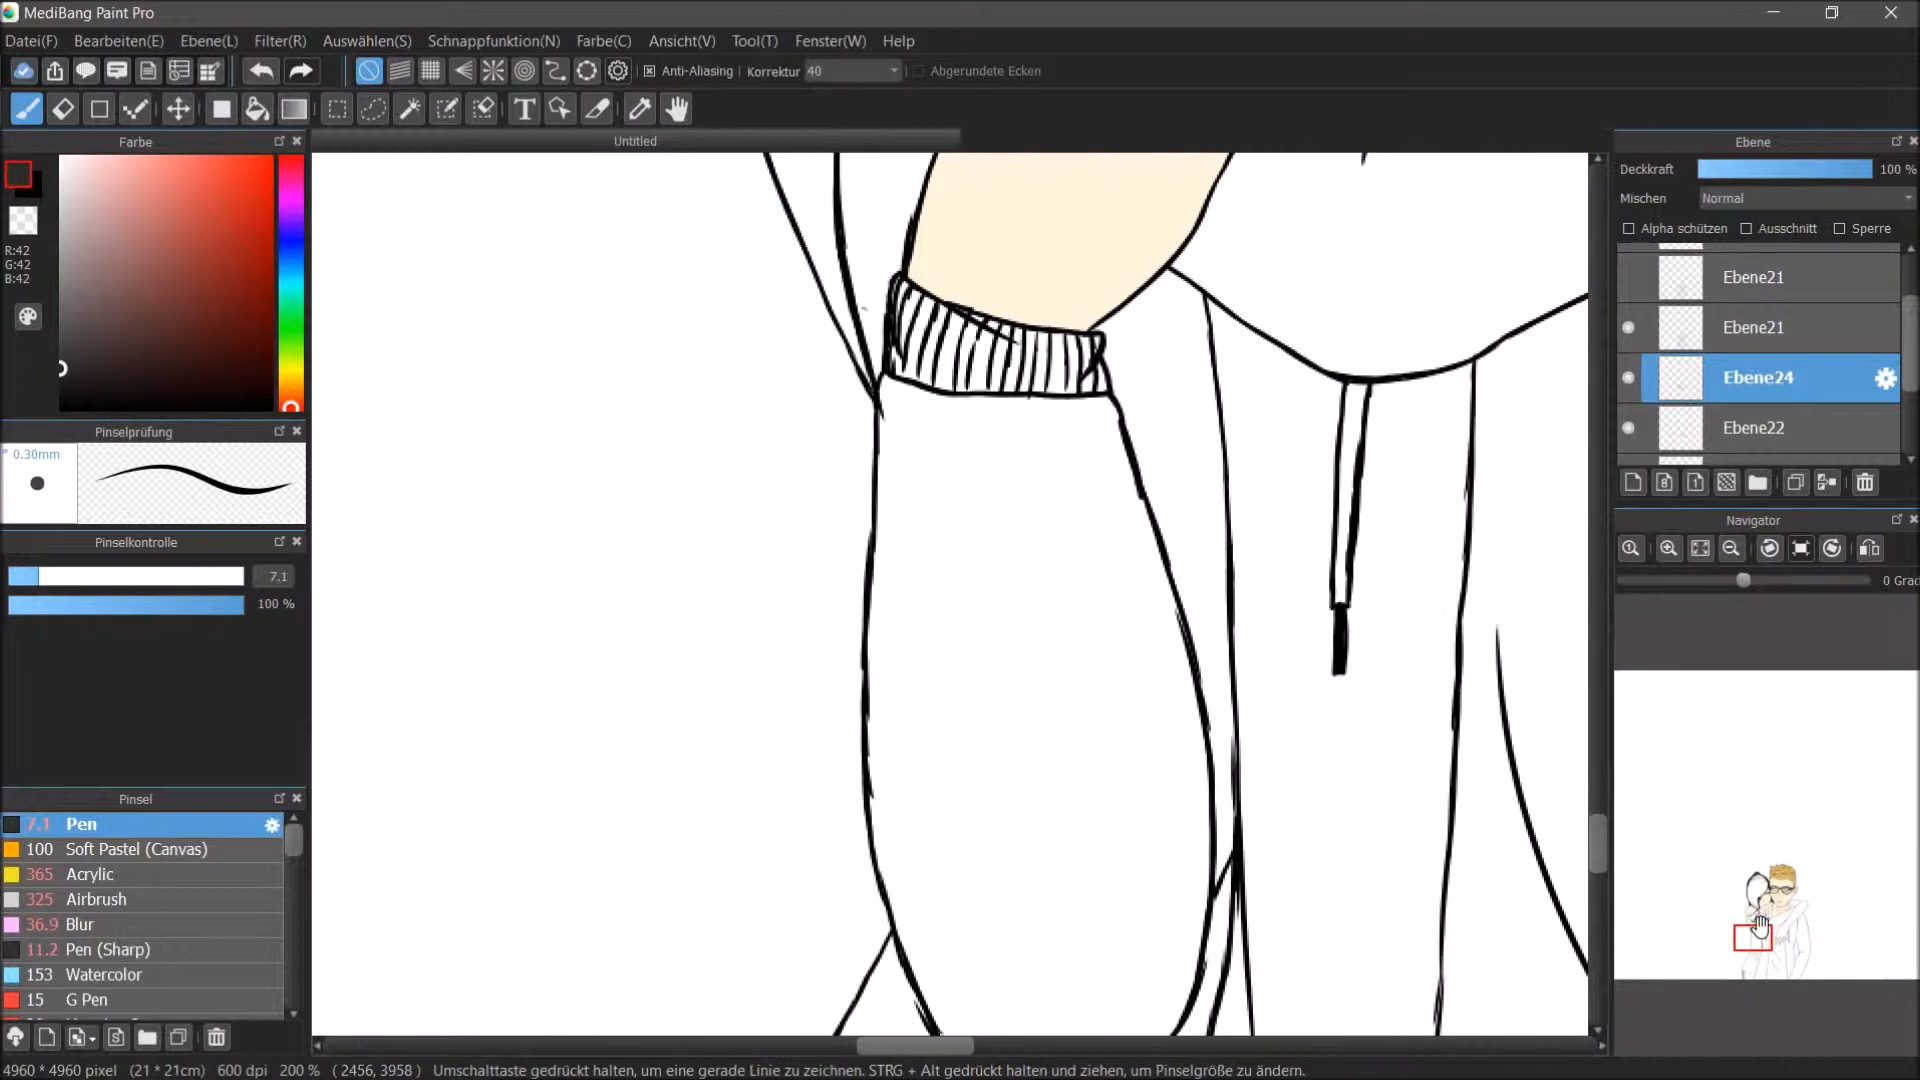 MediBang Paint Pro
Datei(F) Bearbeiten(E) Ebene(L) Filter(R) Auswählen(S) Schnappfunktion(N) Farbe(C) Ansicht(V) Tool(T) Fenster(W) Help
Anti-Aliasing Korrektur 40 Abgerundete Ecken
Farbe
Untitled
Ebene
Deckkraft 100 %
Mischen Normal
Alpha schützen Ausschnitt Sperre
R:42
G:42
B:42
Ebene21
Ebene21
Ebene24
Ebene22
Pinselprüfung
* 0.30mm
Navigator
Pinselkontrolle
7.1
100 %
0 Grad
Pinsel
7.1 Pen
100 Soft Pastel (Canvas)
365 Acrylic
325 Airbrush
36.9 Blur
11.2 Pen (Sharp)
153 Watercolor
15 G Pen
4960 * 4960 pixel (21 * 21cm) 600 dpi 200 % ( 2456, 3958 ) Umschalttaste gedrückt halten, um eine gerade Linie zu zeichnen. STRG + Alt gedrückt halten und ziehen, um Pinselgröße zu ändern.